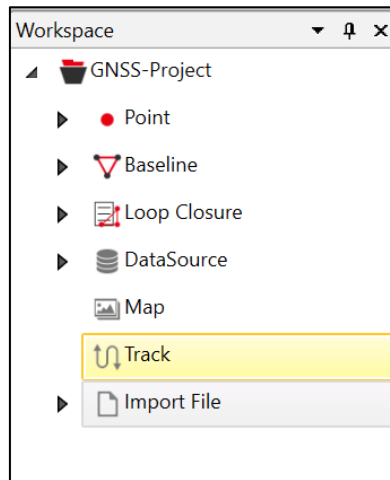 Workspace
GNSS-Project
Point
Baseline
Loop Closure
DataSource
Map
Track
Import File